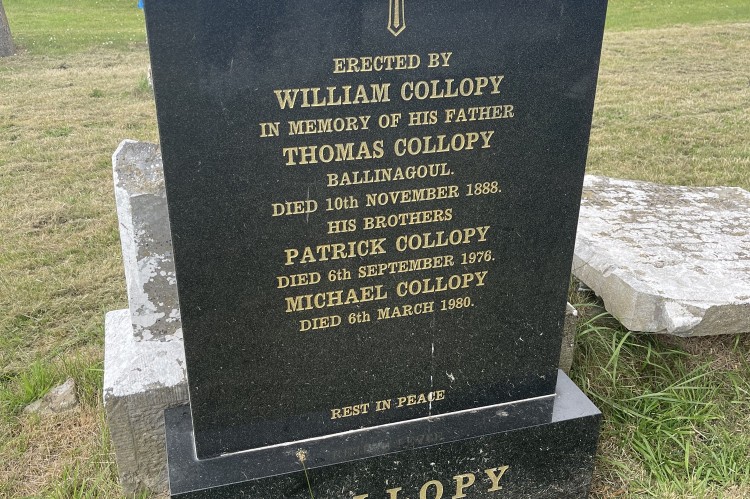 ERECTED BY
WILLIAM COLLOPY
IN MEMORY OF HIS FATHER
THOMAS COLLOPY
BALLINAGOUL.
DIED 10th NOVEMBER 1888.
HIS BROTHERS
PATRICK COLLOPY
DIED 6th SEPTEMBER 1976.
MICHAEL COLLOPY
DIED 6th MARCH 1980.
REST IN PEACE